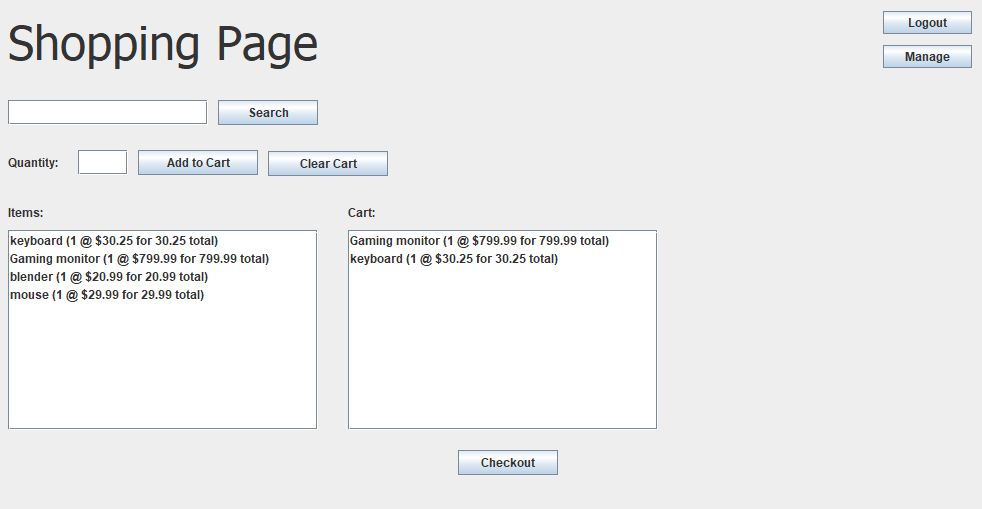 Shopping Page
Logout
Manage
Search
Quantity:
Add to Cart
Clear Cart
Items:
keyboard (1 @ $30.25 for 30.25 total)
Gaming monitor (1 @ $799.99 for 799.99 total)
blender (1 @ $20.99 for 20.99 total)
mouse (1 @ $29.99 for 29.99 total)
Cart:
Gaming monitor (1 @ $799.99 for 799.99 total)
keyboard (1 @ $30.25 for 30.25 total)
Checkout